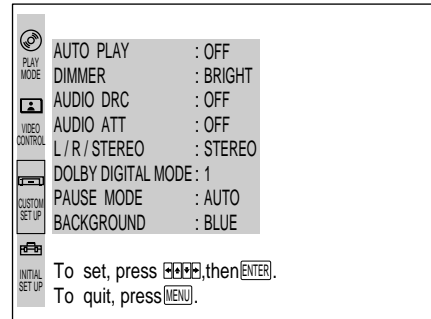 PLAY
MODE
VIDEO
CONTROL
CUSTOM
SET UP
INITIAL
SET UP
AUTO PLAY : OFF
DIMMER : BRIGHT
AUDIO DRC : OFF
AUDIO ATT : OFF
L / R / STEREO : STEREO
DOLBY DIGITAL MODE : 1
PAUSE MODE : AUTO
BACKGROUND : BLUE
To set, press ,then ENTER.
To quit, press MENU.